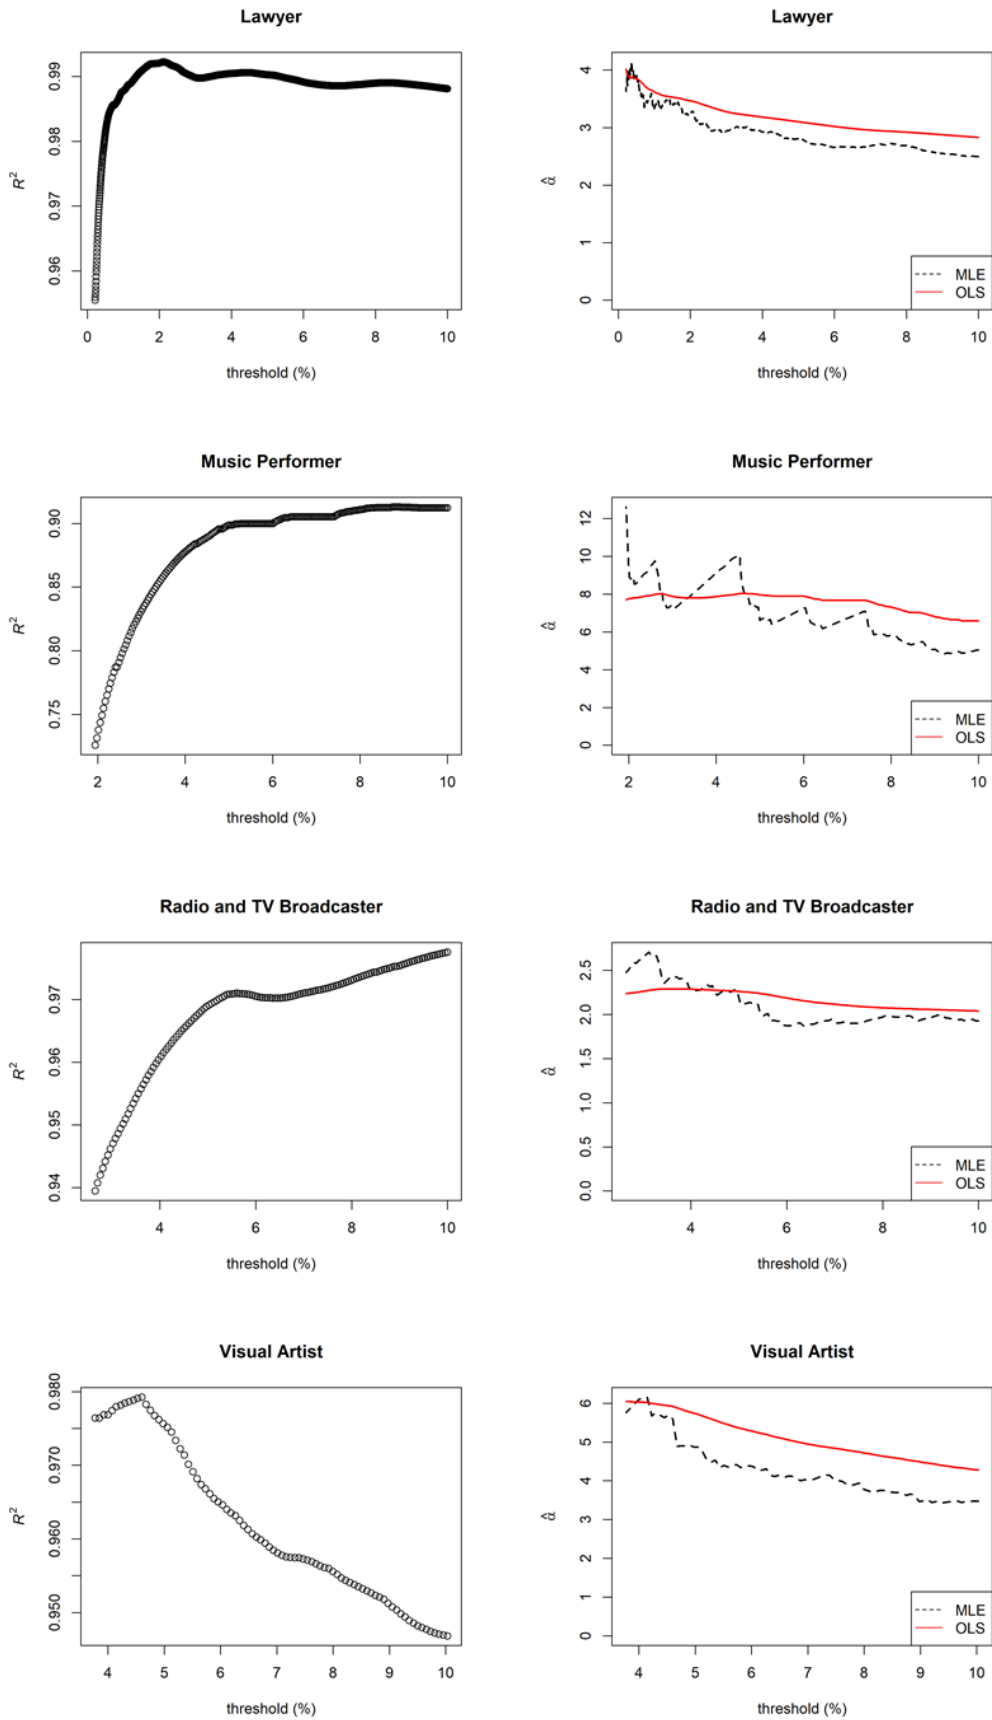 Lawyer
0.99
0.98
0.97
0.96
R²
0 2 4 6 8 10
threshold (%)
Lawyer
4
3
2
1
0
α̂
0 2 4 6 8 10
threshold (%)
MLE
OLS
Music Performer
0.90
0.85
0.80
0.75
R²
2 4 6 8 10
threshold (%)
Music Performer
12
10
8
6
4
2
0
α̂
2 4 6 8 10
threshold (%)
MLE
OLS
Radio and TV Broadcaster
0.97
0.96
0.95
0.94
R²
4 6 8 10
threshold (%)
Radio and TV Broadcaster
2.5
2.0
1.5
1.0
0.5
0.0
α̂
4 6 8 10
threshold (%)
MLE
OLS
Visual Artist
0.980
0.970
0.960
0.950
R²
4 5 6 7 8 9 10
threshold (%)
Visual Artist
6
5
4
3
2
1
0
α̂
4 5 6 7 8 9 10
threshold (%)
MLE
OLS